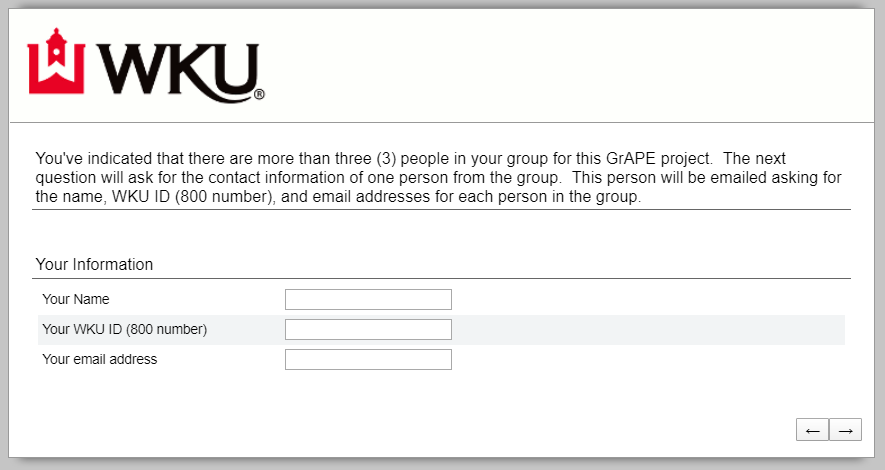 WKU®
You've indicated that there are more than three (3) people in your group for this GrAPE project.  The next
question will ask for the contact information of one person from the group.  This person will be emailed asking for
the name, WKU ID (800 number), and email addresses for each person in the group.
Your Information
Your Name
Your WKU ID (800 number)
Your email address
← →